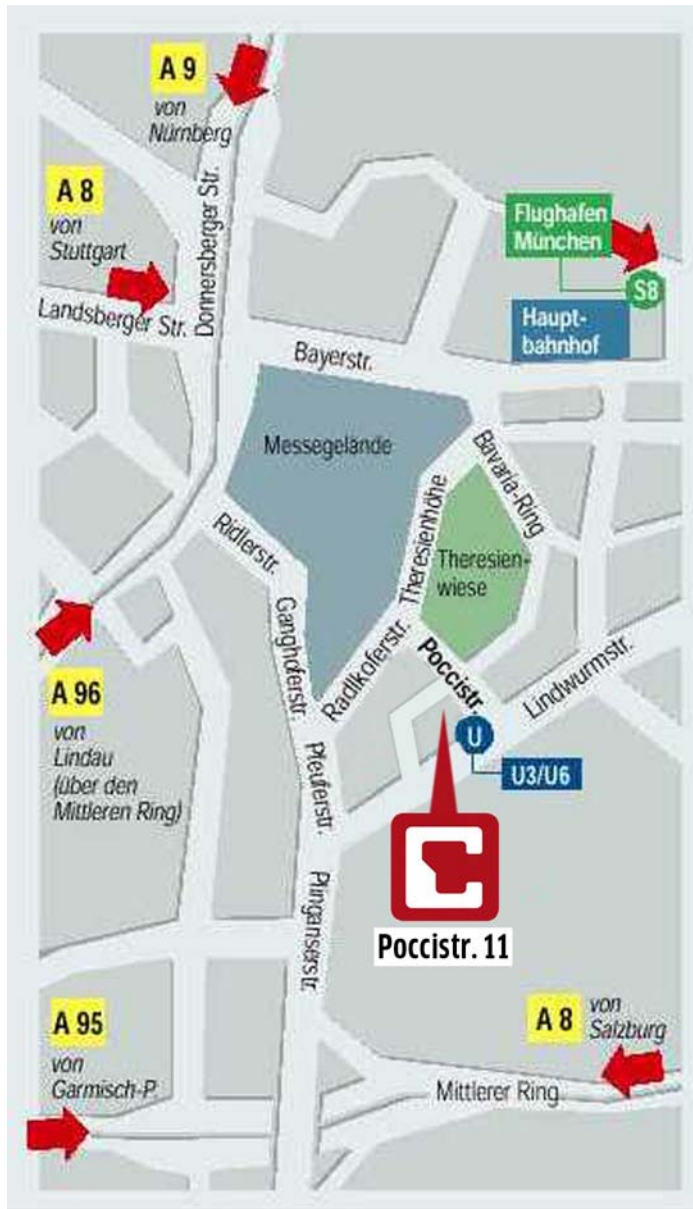 A 9
von
Nürnberg
A 8
von
Stuttgart
Donnersberger Str.
Flughafen
München
S8
Landsberger Str.
Haupt-
bahnhof
Bayerstr.
Messegelände
Bavaria-Ring
Theresienhöhe
Ridlerstr.
Theresien-
wiese
Ganghoferstr.
Radlkoferstr.
Poccistr.
Lindwurmstr.
A 96
von
Lindau
(über den
Mittleren Ring)
U
U3/U6
Pfeuferstr.
Plinganserstr.
Poccistr. 11
A 95
von
Garmisch-P.
A 8
von
Salzburg
Mittlerer Ring